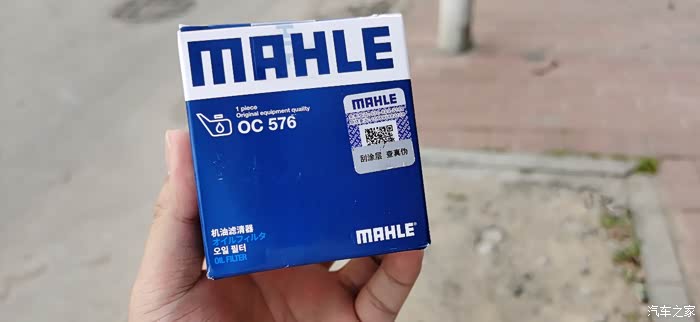 MAHLE
1 piece
Original equipment quality
OC 576
MAHLE
刮涂层 查真伪
机油滤清器
オイルフィルタ
오일 필터
OIL FILTER
MAHLE
汽车之家